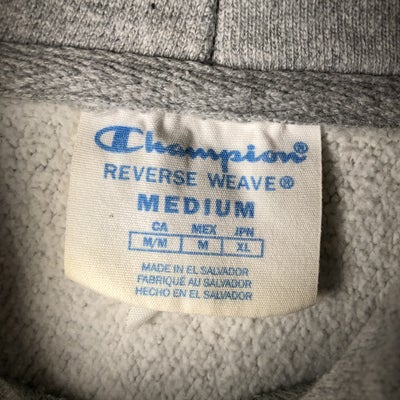 Champion®
REVERSE WEAVE®
MEDIUM
CA MEX JPN
M/M M XL
MADE IN EL SALVADOR
FABRIQUÉ AU SALVADOR
HECHO EN EL SALVADOR